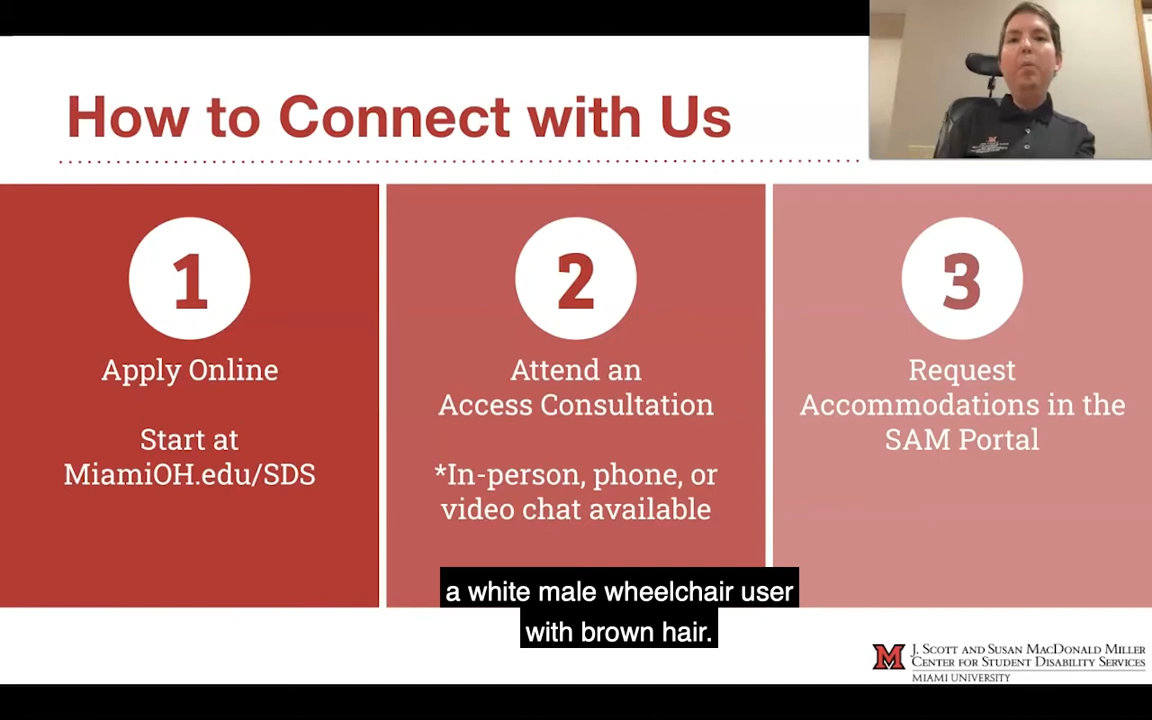 How to Connect with Us
1
Apply Online
Start at
MiamiOH.edu/SDS
2
Attend an
Access Consultation
*In-person, phone, or
video chat available
3
Request
Accommodations in the
SAM Portal
a white male wheelchair user
with brown hair.
M
J. Scott and Susan MacDonald Miller
Center for Student Disability Services
Miami University